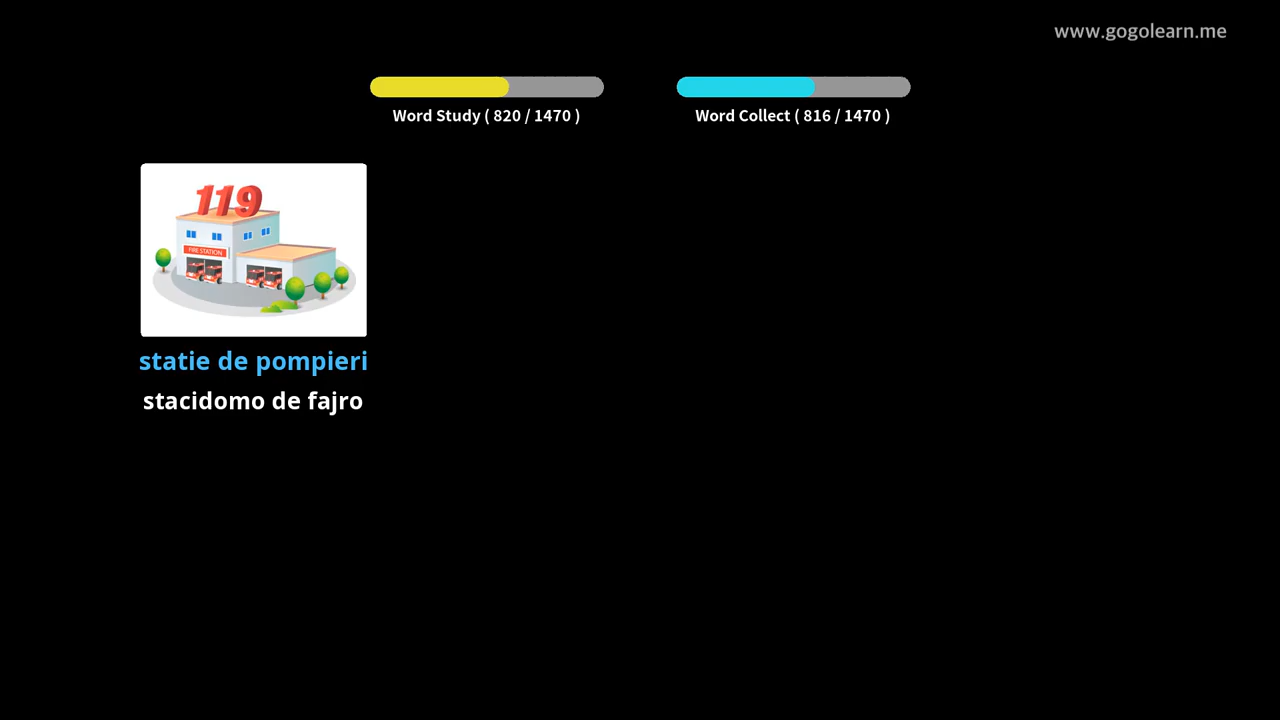 www.gogolearn.me
Word Study ( 820 / 1470 )
Word Collect ( 816 / 1470 )
119
FIRE STATION
statie de pompieri
stacidomo de fajro